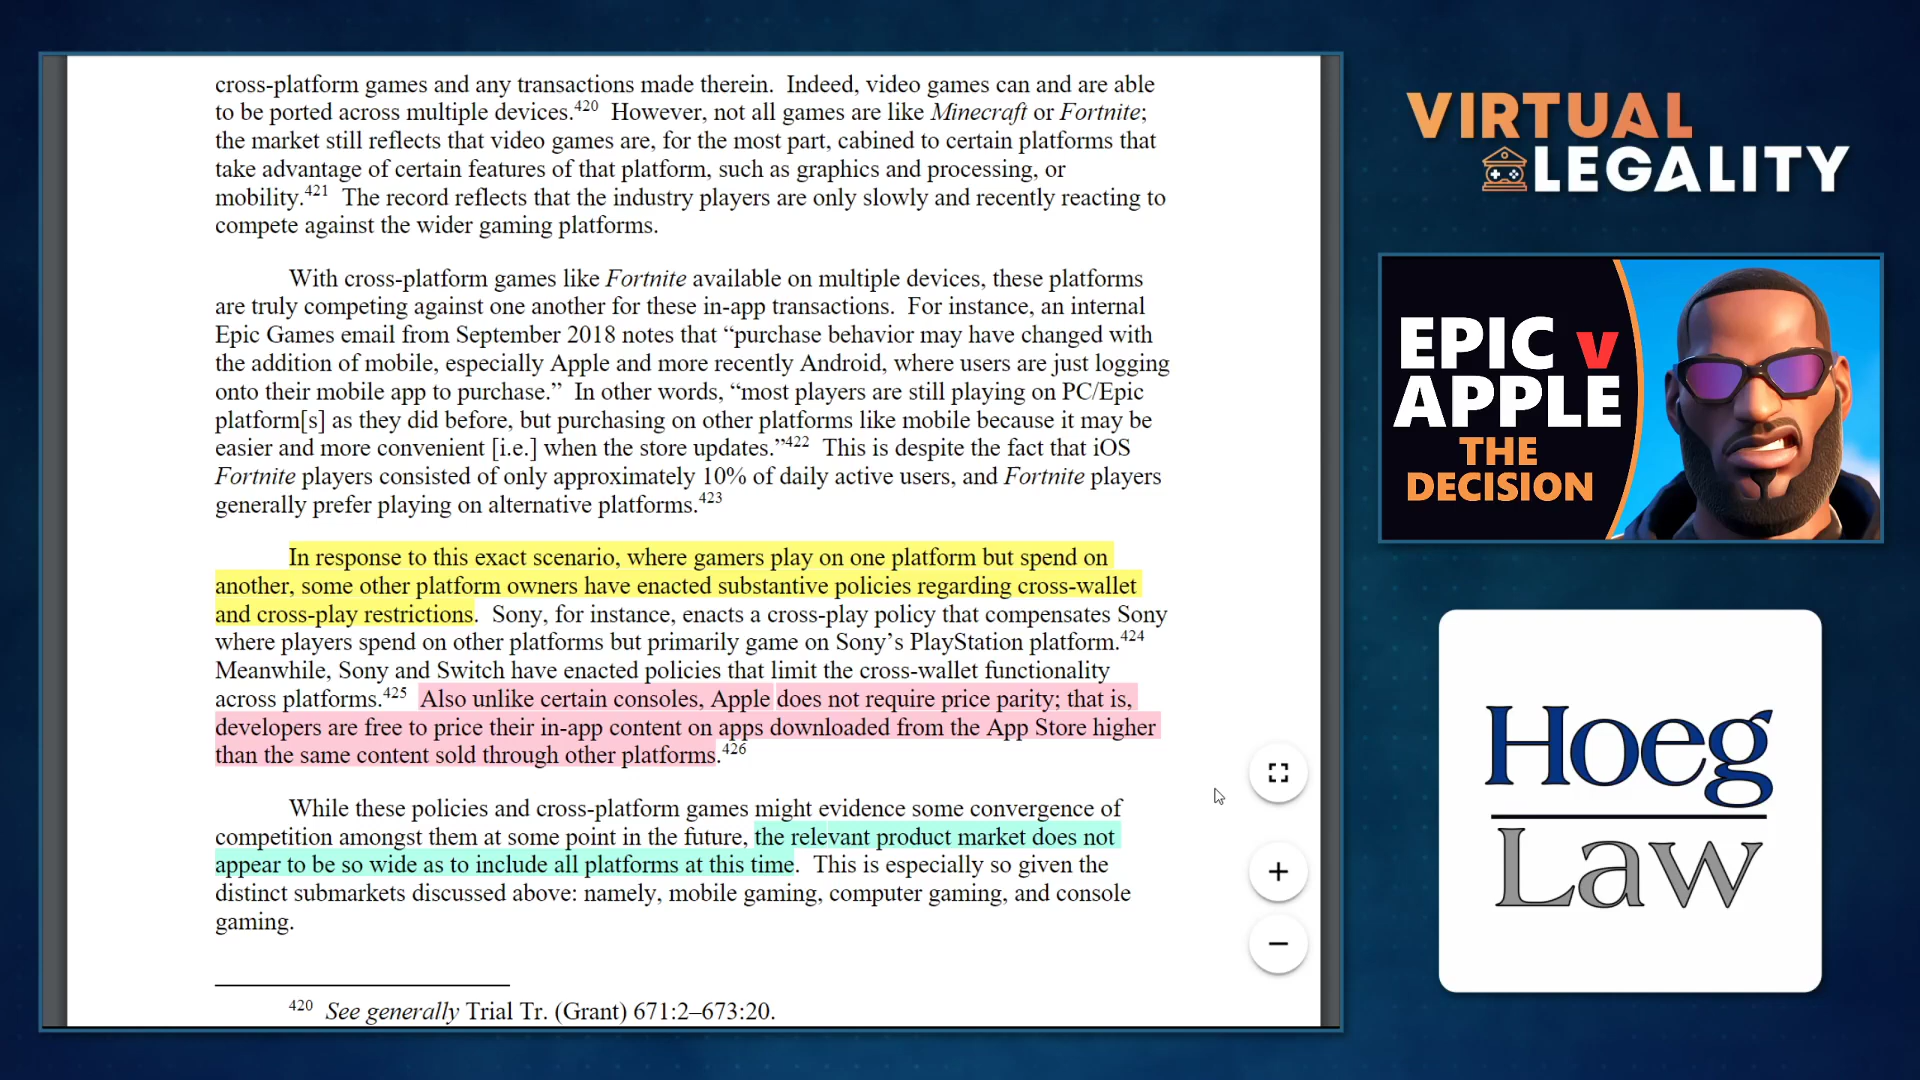 cross-platform games and any transactions made therein.  Indeed, video games can and are able
to be ported across multiple devices.420  However, not all games are like Minecraft or Fortnite;
the market still reflects that video games are, for the most part, cabined to certain platforms that
take advantage of certain features of that platform, such as graphics and processing, or
mobility.421  The record reflects that the industry players are only slowly and recently reacting to
compete against the wider gaming platforms.
With cross-platform games like Fortnite available on multiple devices, these platforms
are truly competing against one another for these in-app transactions.  For instance, an internal
Epic Games email from September 2018 notes that “purchase behavior may have changed with
the addition of mobile, especially Apple and more recently Android, where users are just logging
onto their mobile app to purchase.”  In other words, “most players are still playing on PC/Epic
platform[s] as they did before, but purchasing on other platforms like mobile because it may be
easier and more convenient [i.e.] when the store updates.”422  This is despite the fact that iOS
Fortnite players consisted of only approximately 10% of daily active users, and Fortnite players
generally prefer playing on alternative platforms.423
In response to this exact scenario, where gamers play on one platform but spend on
another, some other platform owners have enacted substantive policies regarding cross-wallet
and cross-play restrictions.  Sony, for instance, enacts a cross-play policy that compensates Sony
where players spend on other platforms but primarily game on Sony’s PlayStation platform.424
Meanwhile, Sony and Switch have enacted policies that limit the cross-wallet functionality
across platforms.425  Also unlike certain consoles, Apple does not require price parity; that is,
developers are free to price their in-app content on apps downloaded from the App Store higher
than the same content sold through other platforms.426
While these policies and cross-platform games might evidence some convergence of
competition amongst them at some point in the future, the relevant product market does not
appear to be so wide as to include all platforms at this time.  This is especially so given the
distinct submarkets discussed above: namely, mobile gaming, computer gaming, and console
gaming.
420  See generally Trial Tr. (Grant) 671:2–673:20.
VIRTUAL
LEGALITY
EPIC v
APPLE
THE
DECISION
Hoeg
Law